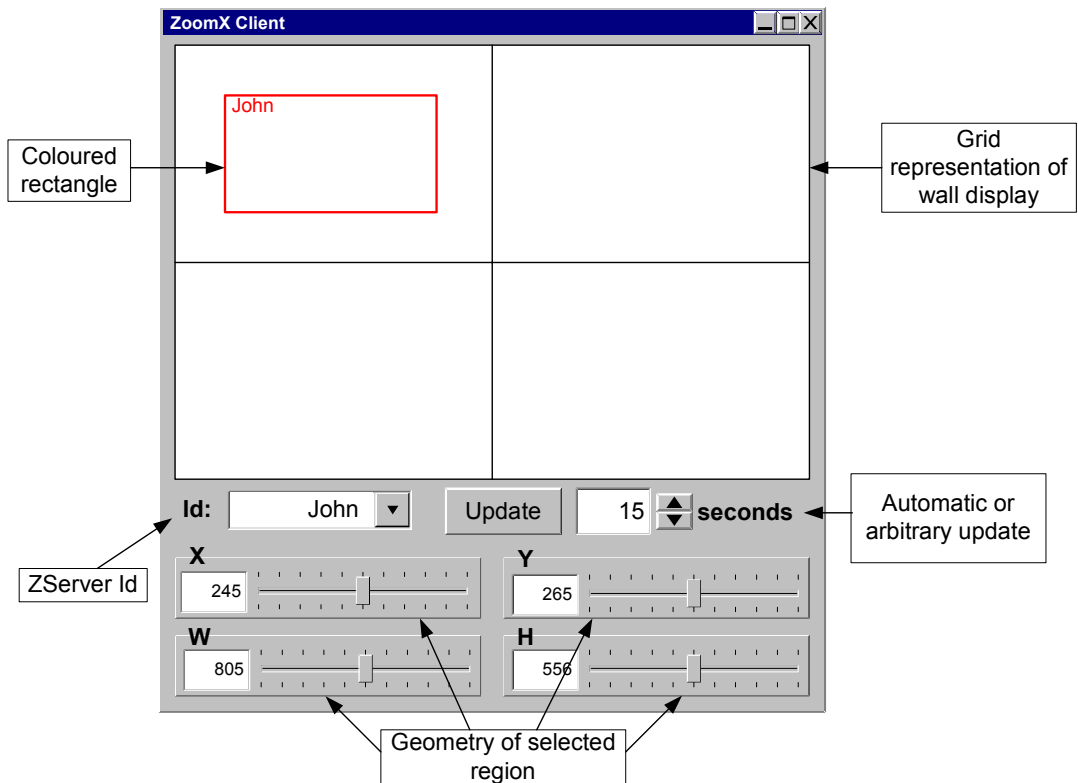 ZoomX Client
John
Coloured
rectangle
Grid
representation of
wall display
Id:
John
Update
15
seconds
Automatic or
arbitrary update
ZServer Id
X
245
Y
265
W
805
H
556
Geometry of selected
region